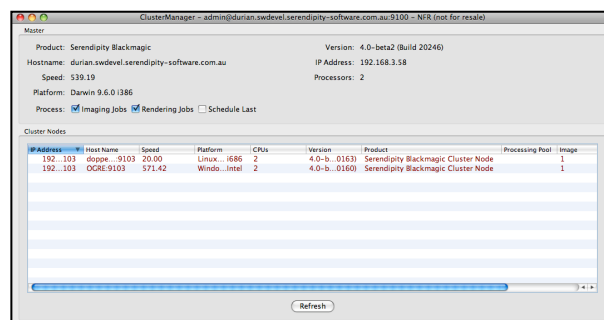 ClusterManager - admin@durian.swdevel.serendipity-software.com.au:9100 - NFR (not for resale)
Master
Product: Serendipity Blackmagic Version: 4.0-beta2 (Build 20246)
Hostname: durian.swdevel.serendipity-software.com.au IP Address: 192.168.3.58
Speed: 539.19 Processors: 2
Platform: Darwin 9.6.0 i386
Process: Imaging Jobs Rendering Jobs Schedule Last
Cluster Nodes
IP Address Host Name Speed Platform CPUs Version Product Processing Pool Image
192...103 doppe...:9103 20.00 Linux... i686 2 4.0-b...0163) Serendipity Blackmagic Cluster Node 1
192...103 OGRE:9103 571.42 Windo...Intel 2 4.0-b...0160) Serendipity Blackmagic Cluster Node 1
Refresh